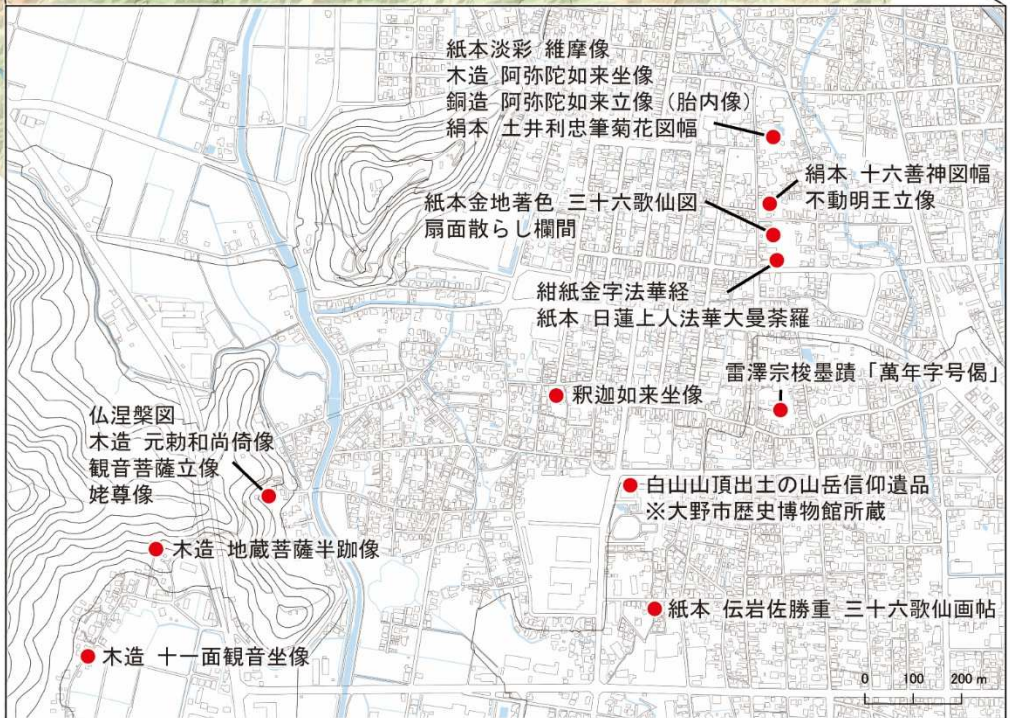 紙本淡彩 維摩像
木造 阿弥陀如来坐像
銅造 阿弥陀如来立像（胎内像）
絹本 土井利忠筆菊花図幅
絹本 十六善神図幅
不動明王立像
紙本金地著色 三十六歌仙図
扇面散らし欄間
紺紙金字法華経
紙本 日蓮上人法華大曼荼羅
雷澤宗梭墨蹟「萬年字号偈」
釈迦如来坐像
仏涅槃図
木造 元勅和尚倚像
観音菩薩立像
姥尊像
白山山頂出土の山岳信仰遺品
※大野市歴史博物館所蔵
木造 地蔵菩薩半跏像
紙本 伝岩佐勝重 三十六歌仙画帖
木造 十一面観音坐像
0 100 200 m